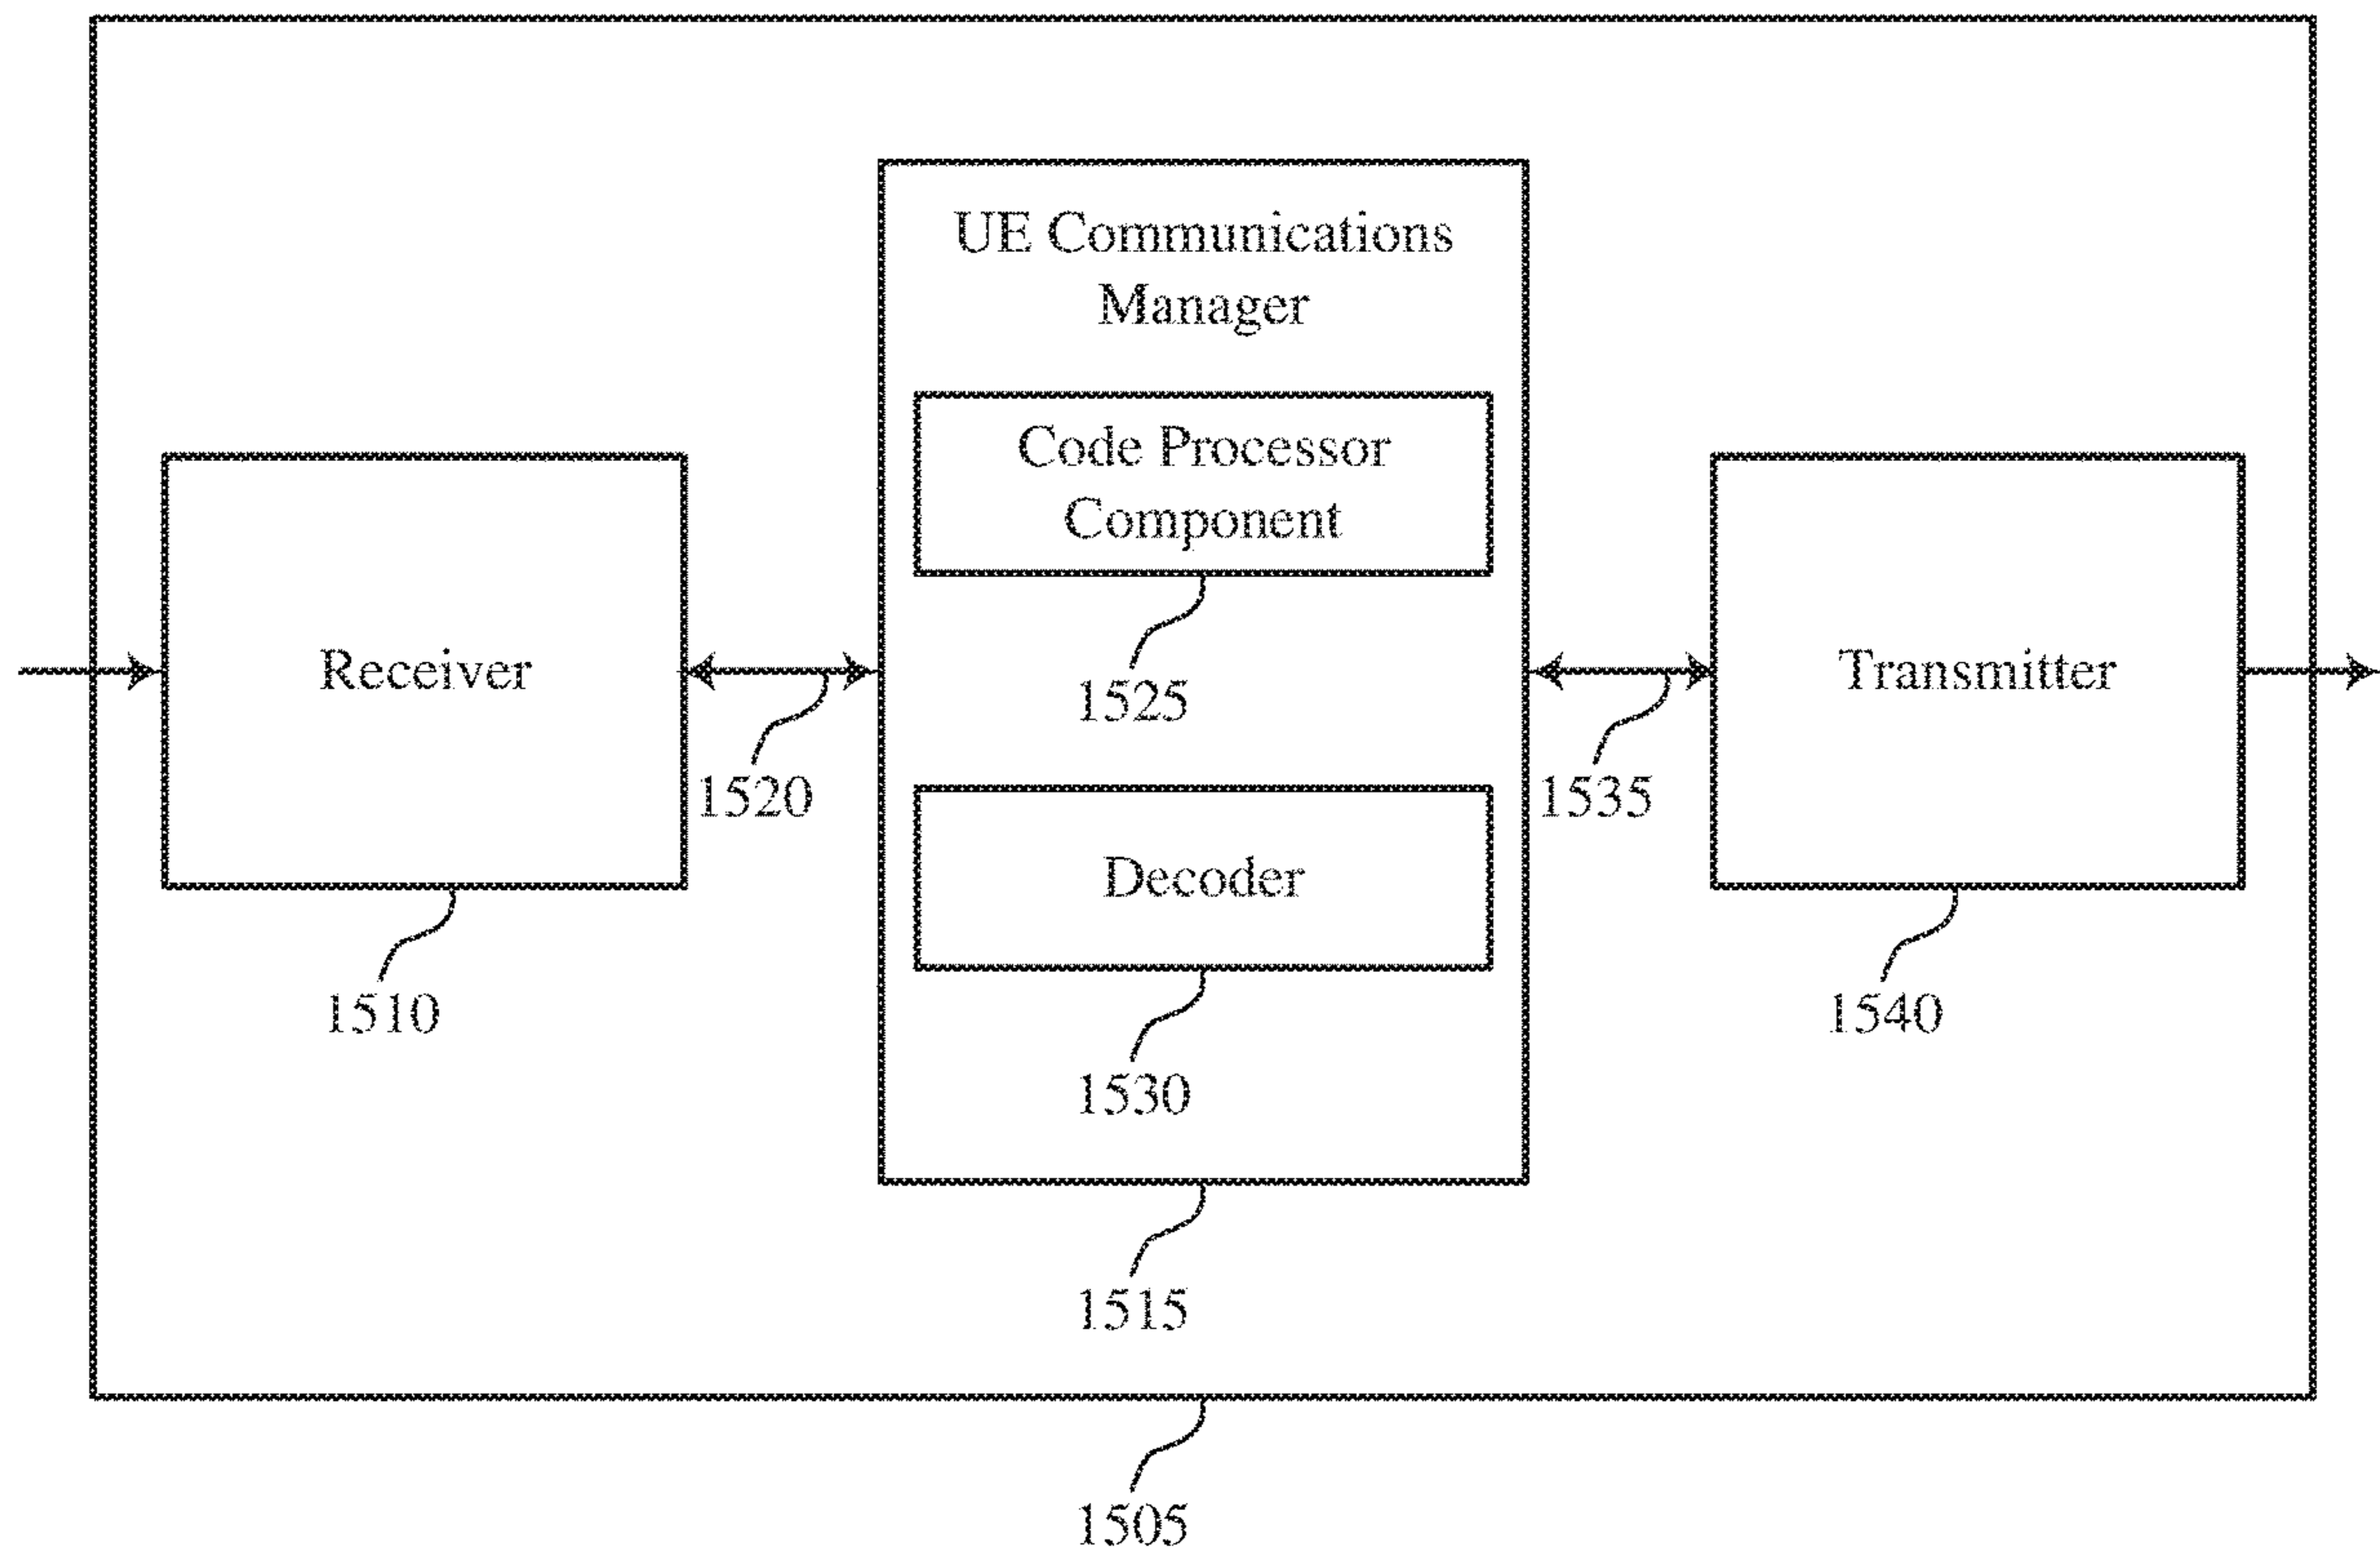 UE Communications
Manager
Code Processor
Component
Receiver
Transmitter
1525
1520
1535
Decoder
1510
1540
1530
1515
1505